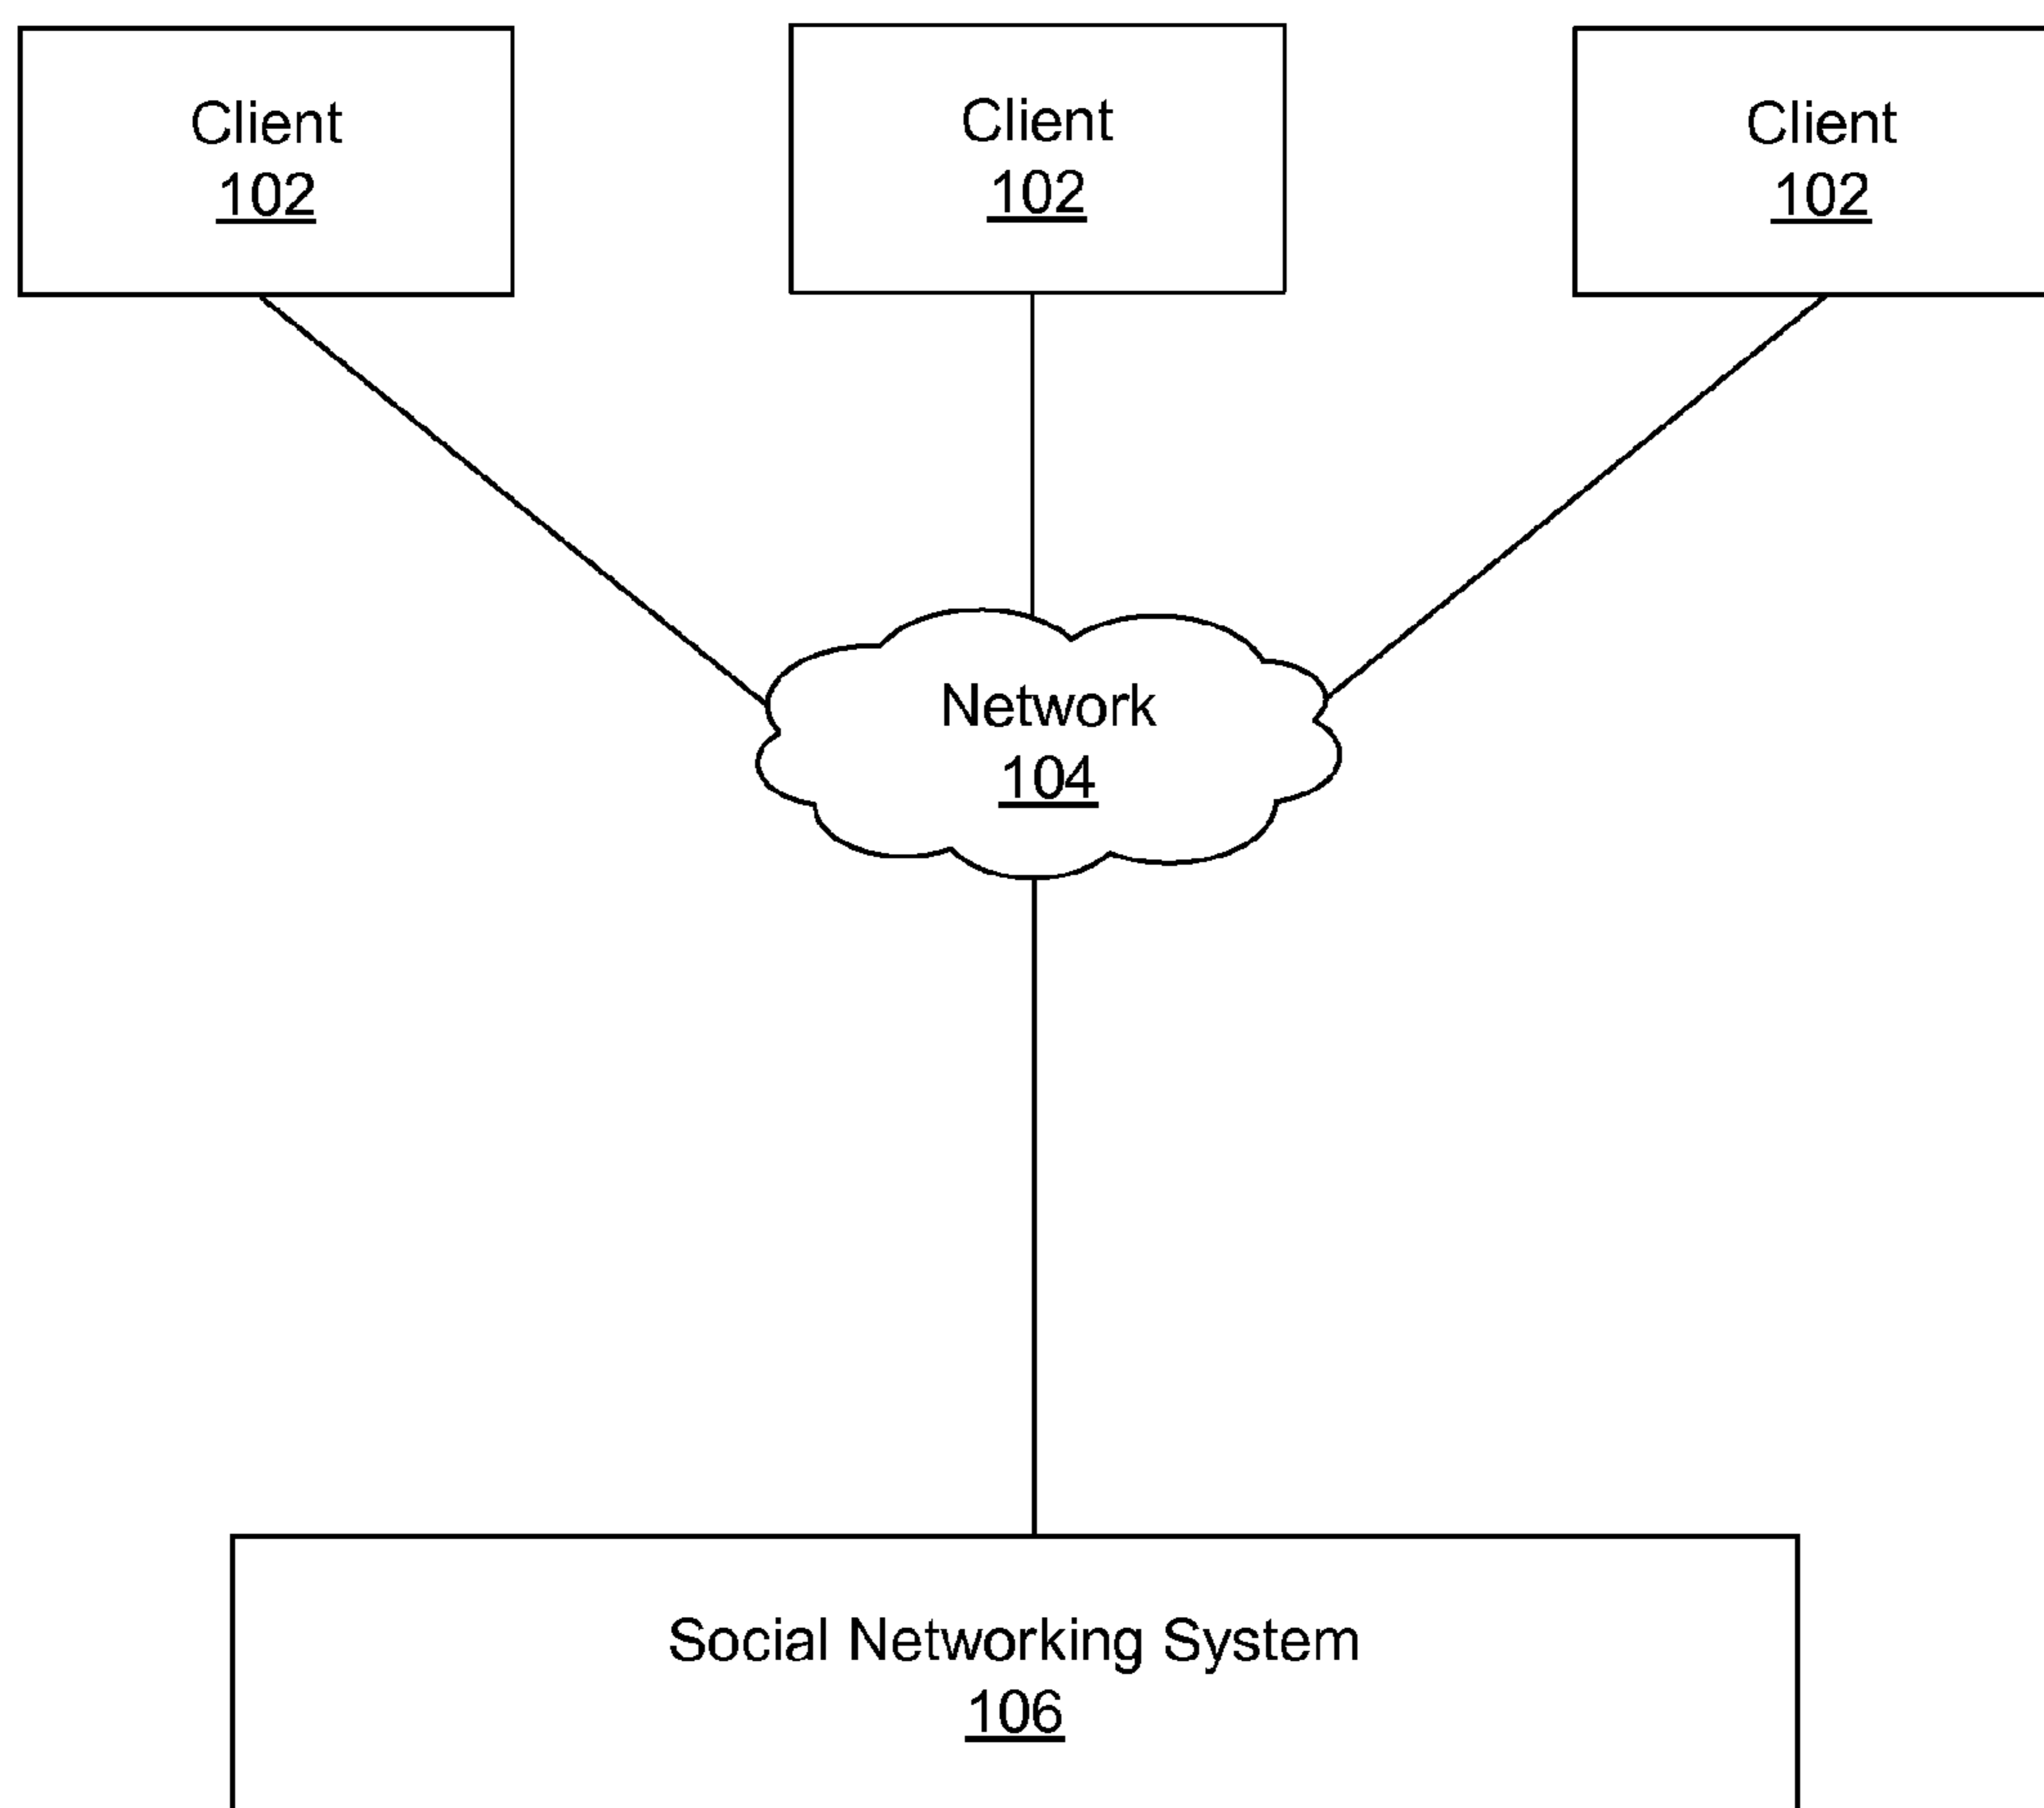 Client
102
Client
102
Client
102
Network
104
Social Networking System
106